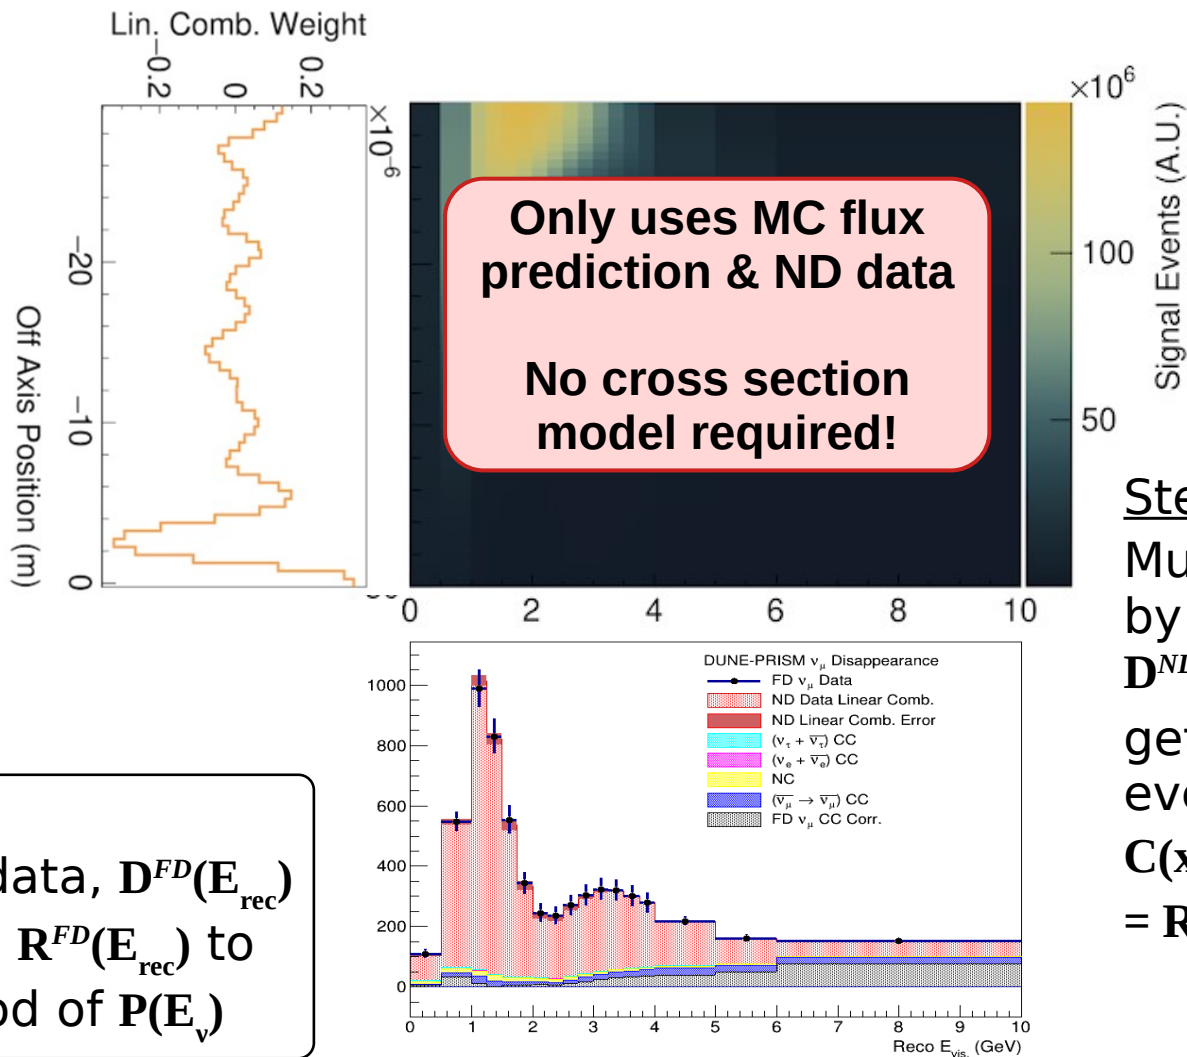 Lin. Comb. Weight
−0.2 0 0.2
×10⁻⁶
×10⁶
Off Axis Position (m)
−20
−10
0
Only uses MC flux
prediction & ND data
No cross section
model required!
100
50
Signal Events (A.U.)
0 2 4 6 8 10
Ste
Mu
by
D^ND
get
eve
C(x
= R
data, D^FD(E_rec)
R^FD(E_rec) to
od of P(E_ν)
DUNE-PRISM ν_μ Disappearance
FD ν_μ Data
ND Data Linear Comb.
ND Linear Comb. Error
(ν_τ + ν̅_τ) CC
(ν_e + ν̅_e) CC
NC
(ν̅_μ → ν̅_μ) CC
FD ν_μ CC Corr.
1000
800
600
400
200
0
0 1 2 3 4 5 6 7 8 9 10
Reco E_vis. (GeV)